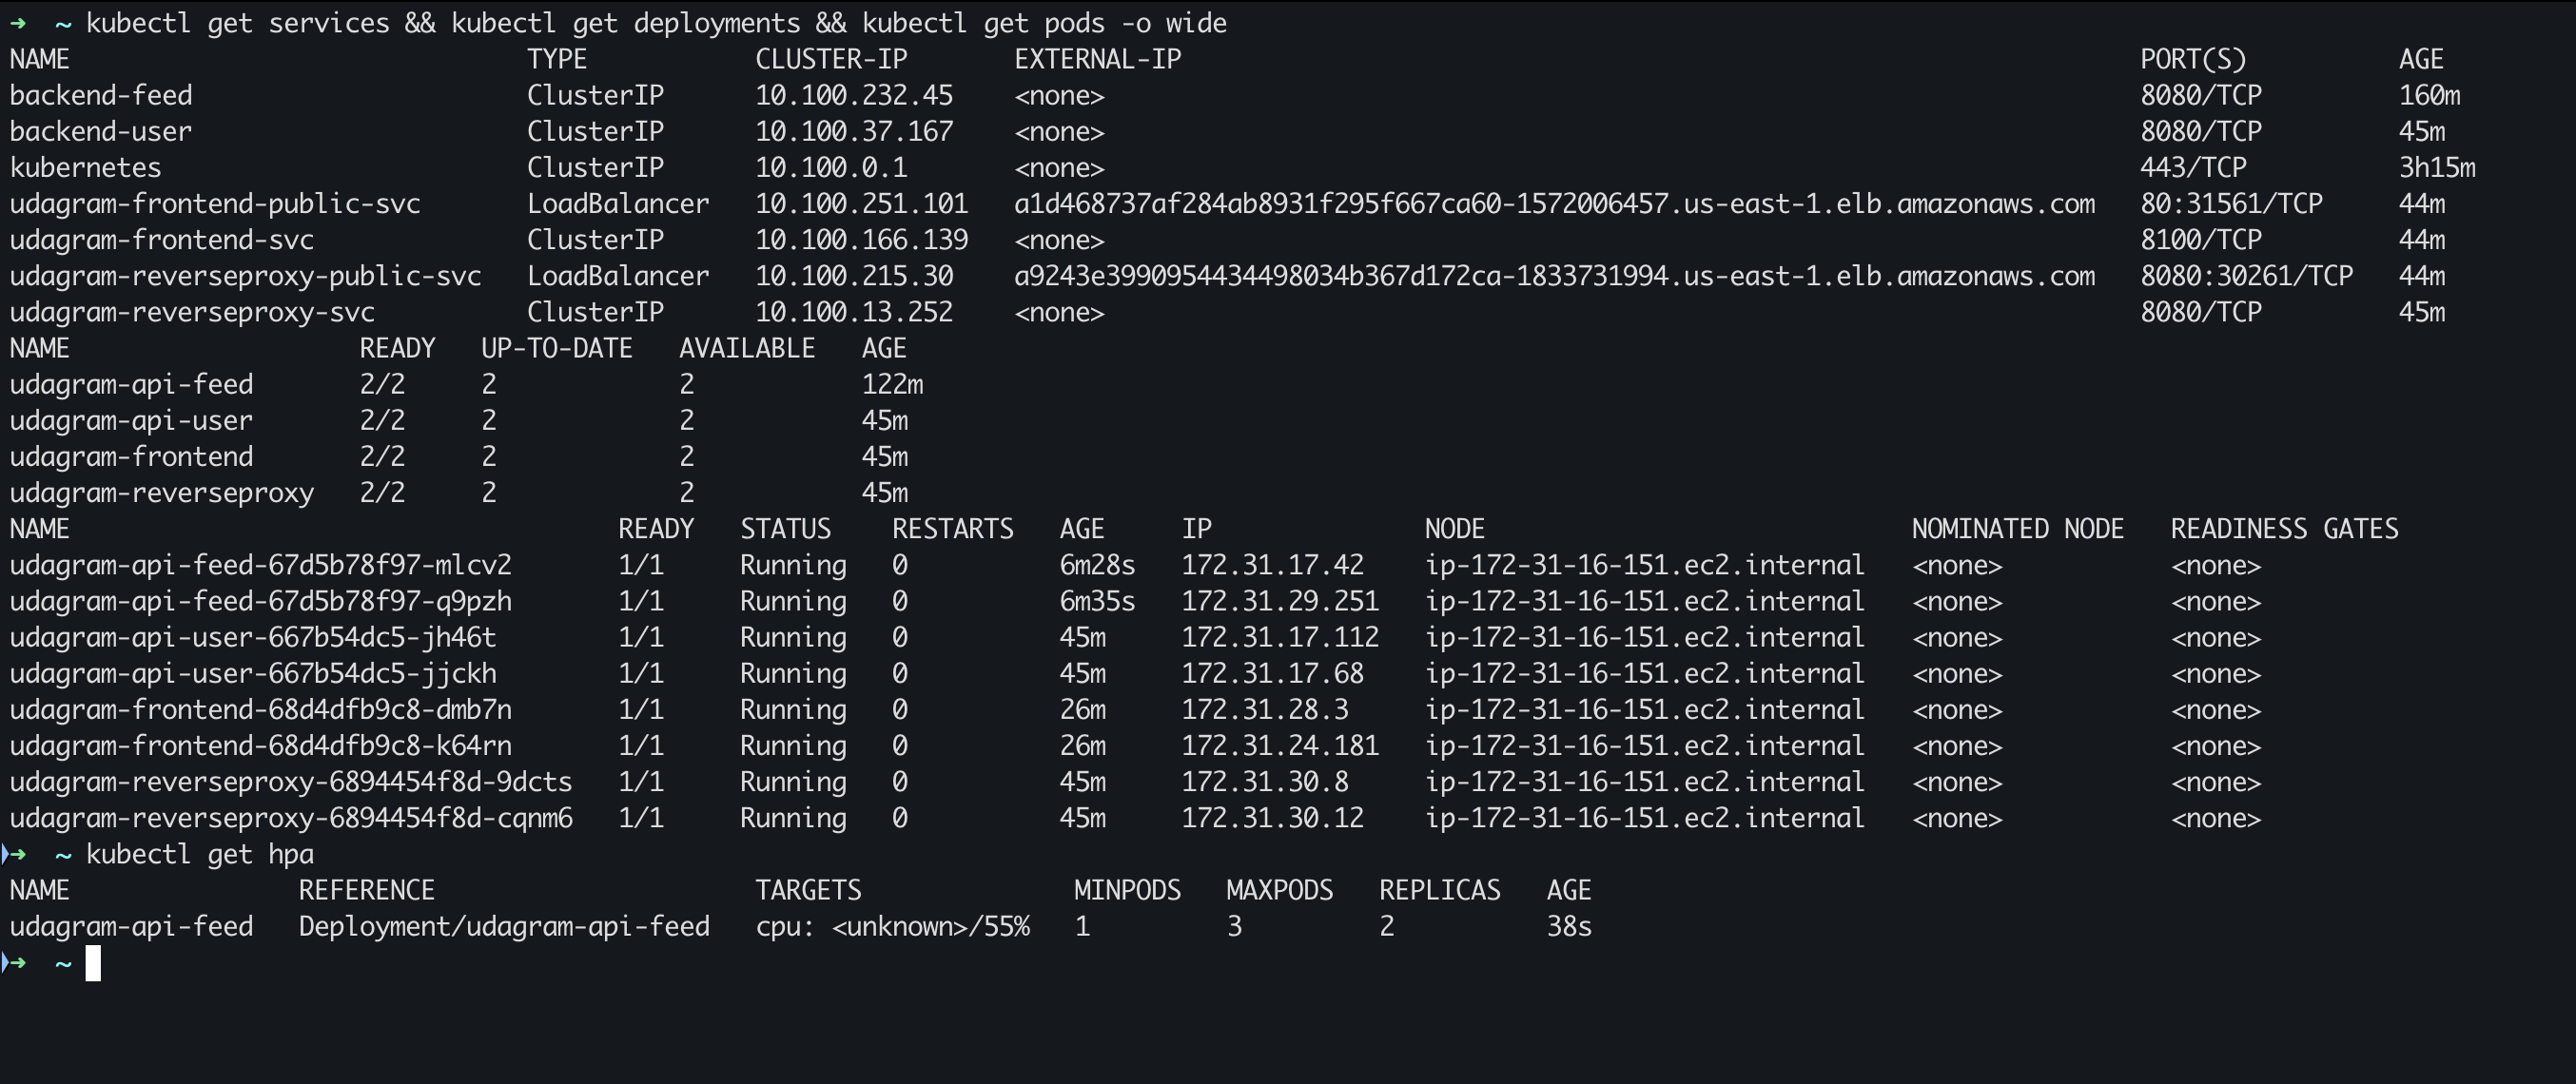 ➜  ~ kubectl get services && kubectl get deployments && kubectl get pods -o wide
NAME                              TYPE           CLUSTER-IP       EXTERNAL-IP                                                               PORT(S)          AGE
backend-feed                      ClusterIP      10.100.232.45    <none>                                                                    8080/TCP         160m
backend-user                      ClusterIP      10.100.37.167    <none>                                                                    8080/TCP         45m
kubernetes                        ClusterIP      10.100.0.1       <none>                                                                    443/TCP          3h15m
udagram-frontend-public-svc       LoadBalancer   10.100.251.101   a1d468737af284ab8931f295f667ca60-1572006457.us-east-1.elb.amazonaws.com   80:31561/TCP     44m
udagram-frontend-svc              ClusterIP      10.100.166.139   <none>                                                                    8100/TCP         44m
udagram-reverseproxy-public-svc   LoadBalancer   10.100.215.30    a9243e3990954434498034b367d172ca-1833731994.us-east-1.elb.amazonaws.com   8080:30261/TCP   44m
udagram-reverseproxy-svc          ClusterIP      10.100.13.252    <none>                                                                    8080/TCP         45m
NAME                   READY   UP-TO-DATE   AVAILABLE   AGE
udagram-api-feed       2/2     2            2           122m
udagram-api-user       2/2     2            2           45m
udagram-frontend       2/2     2            2           45m
udagram-reverseproxy   2/2     2            2           45m
NAME                                    READY   STATUS    RESTARTS   AGE     IP              NODE                            NOMINATED NODE   READINESS GATES
udagram-api-feed-67d5b78f97-mlcv2       1/1     Running   0          6m28s   172.31.17.42    ip-172-31-16-151.ec2.internal   <none>           <none>
udagram-api-feed-67d5b78f97-q9pzh       1/1     Running   0          6m35s   172.31.29.251   ip-172-31-16-151.ec2.internal   <none>           <none>
udagram-api-user-667b54dc5-jh46t        1/1     Running   0          45m     172.31.17.112   ip-172-31-16-151.ec2.internal   <none>           <none>
udagram-api-user-667b54dc5-jjckh        1/1     Running   0          45m     172.31.17.68    ip-172-31-16-151.ec2.internal   <none>           <none>
udagram-frontend-68d4dfb9c8-dmb7n       1/1     Running   0          26m     172.31.28.3     ip-172-31-16-151.ec2.internal   <none>           <none>
udagram-frontend-68d4dfb9c8-k64rn       1/1     Running   0          26m     172.31.24.181   ip-172-31-16-151.ec2.internal   <none>           <none>
udagram-reverseproxy-6894454f8d-9dcts   1/1     Running   0          45m     172.31.30.8     ip-172-31-16-151.ec2.internal   <none>           <none>
udagram-reverseproxy-6894454f8d-cqnm6   1/1     Running   0          45m     172.31.30.12    ip-172-31-16-151.ec2.internal   <none>           <none>
➜  ~ kubectl get hpa
NAME               REFERENCE                     TARGETS              MINPODS   MAXPODS   REPLICAS   AGE
udagram-api-feed   Deployment/udagram-api-feed   cpu: <unknown>/55%   1         3         2          38s
➜  ~